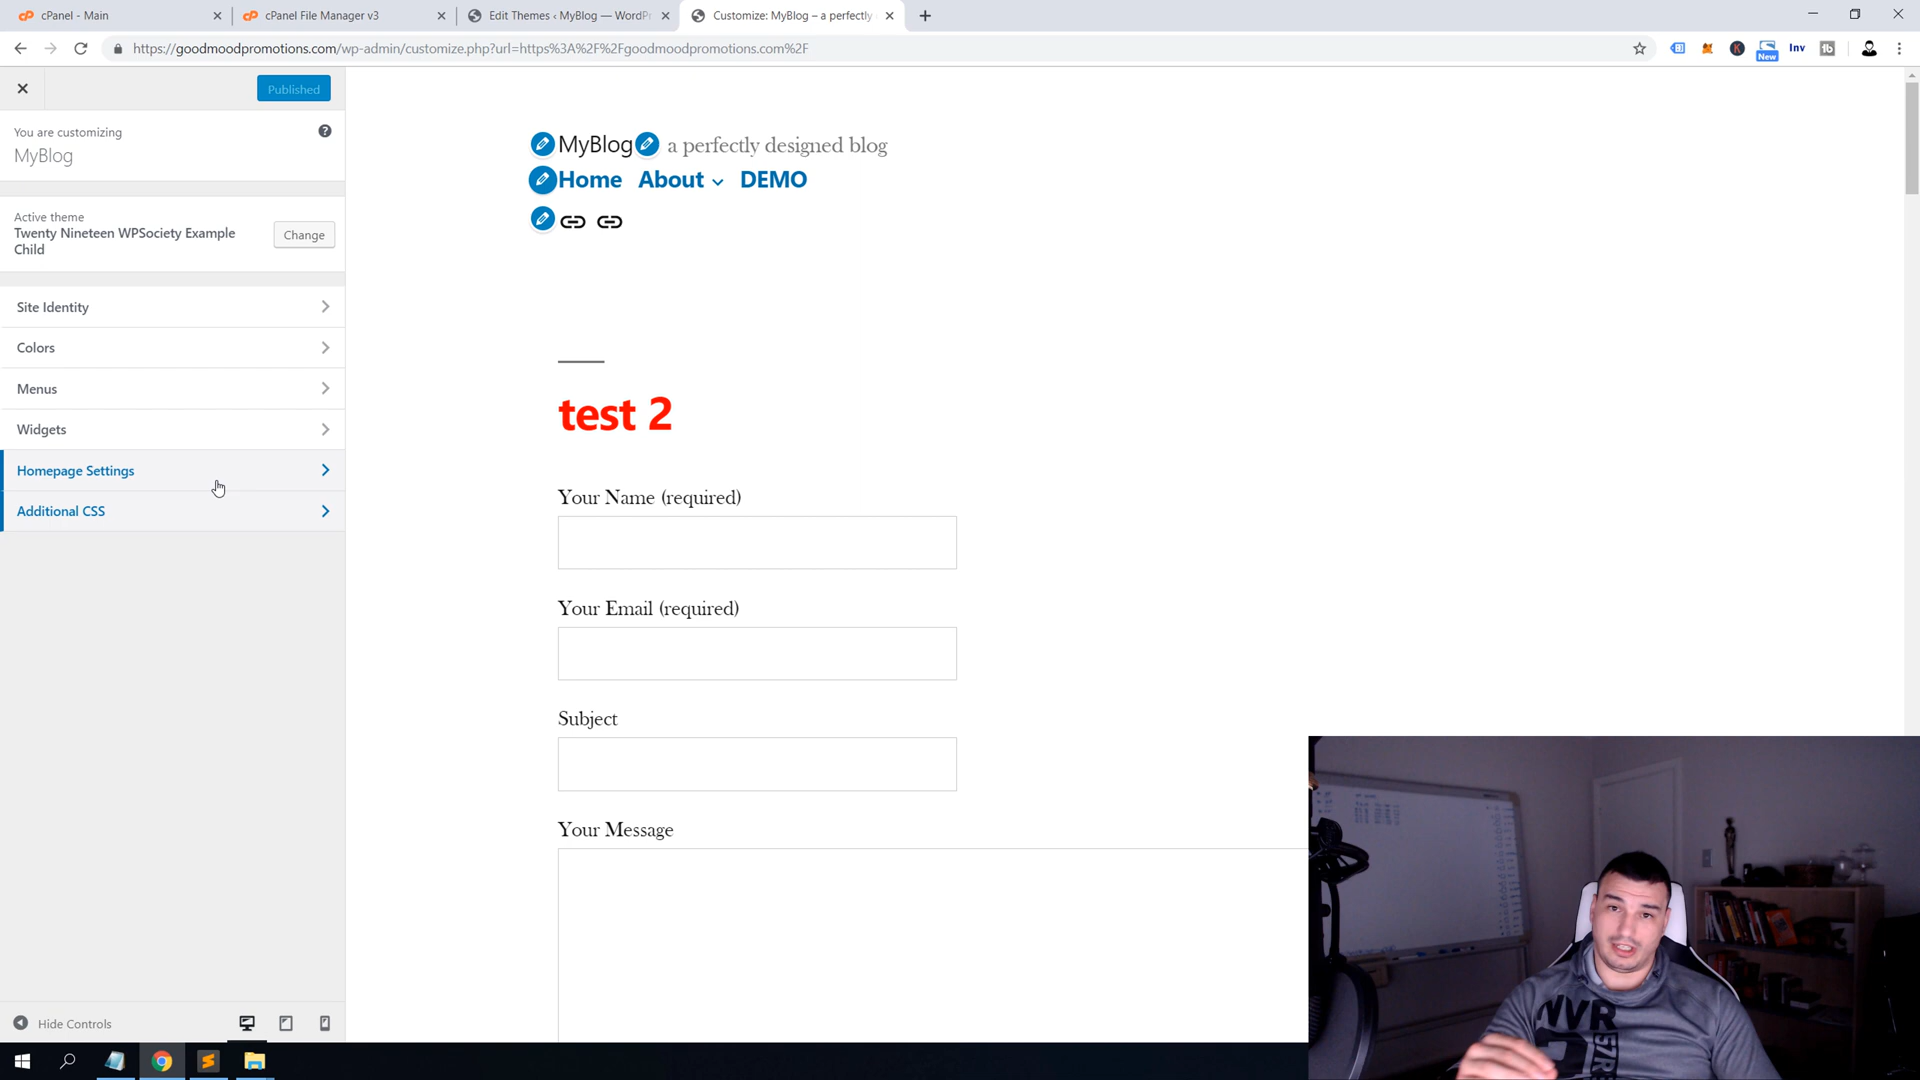 cPanel - Main
cPanel File Manager v3
Edit Themes ‹ MyBlog — WordPr
Customize: MyBlog – a perfectly
https://goodmoodpromotions.com/wp-admin/customize.php?url=https%3A%2F%2Fgoodmoodpromotions.com%2F
New
Inv
tb
Published
You are customizing
MyBlog
Active theme
Twenty Nineteen WPSociety Example
Child
Change
Site Identity
Colors
Menus
Widgets
Homepage Settings
Additional CSS
Hide Controls
MyBlog a perfectly designed blog
Home About DEMO
test 2
Your Name (required)
Your Email (required)
Subject
Your Message